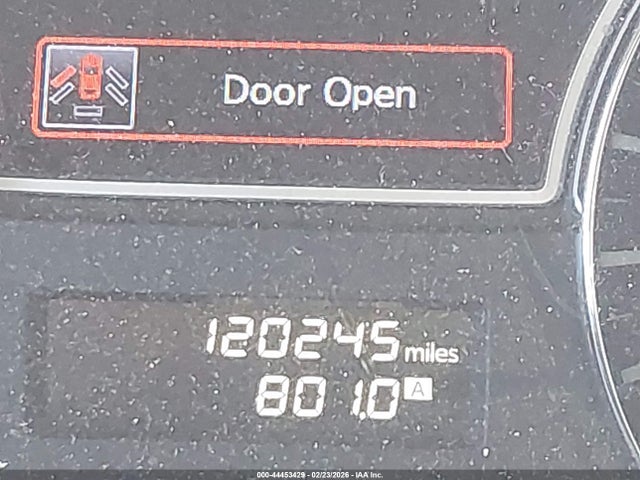 Door Open
120245 miles
801.0 A
000-44453429 - 02/23/2026 - IAA Inc.